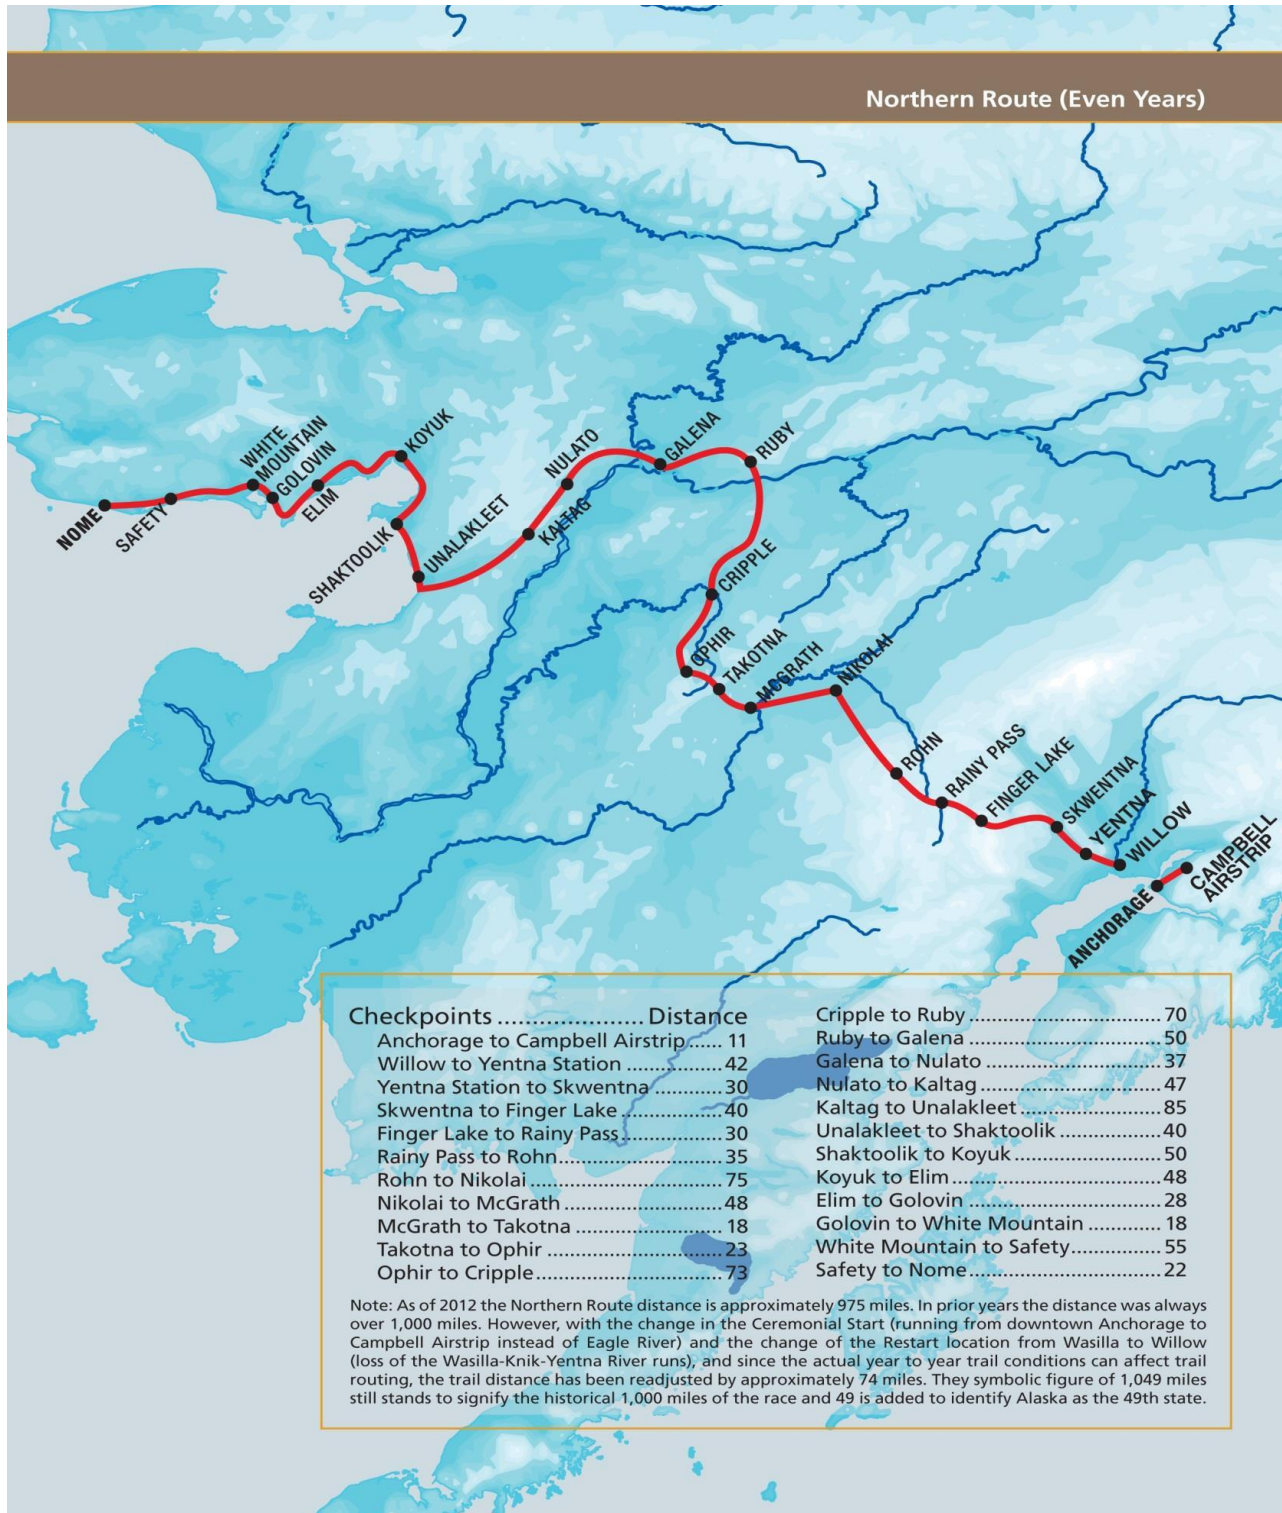 Northern Route (Even Years)
KOYUK
WHITE
MOUNTAIN
GOLOVIN
ELIM
NOME
SAFETY
SHAKTOOLIK
UNALAKLEET
KALTAG
NULATO
GALENA
RUBY
CRIPPLE
OPHIR
TAKOTNA
MCGRATH
NIKOLAI
ROHN
RAINY PASS
FINGER LAKE
SKWENTNA
YENTNA
WILLOW
CAMPBELL
AIRSTRIP
ANCHORAGE
Checkpoints ..................... Distance
Anchorage to Campbell Airstrip...... 11
Willow to Yentna Station ................. 42
Yentna Station to Skwentna ............ 30
Skwentna to Finger Lake.................. 40
Finger Lake to Rainy Pass.................. 30
Rainy Pass to Rohn............................. 35
Rohn to Nikolai.................................. 75
Nikolai to McGrath ............................ 48
McGrath to Takotna .......................... 18
Takotna to Ophir ............................... 23
Ophir to Cripple................................. 73
Cripple to Ruby.................................. 70
Ruby to Galena .................................. 50
Galena to Nulato ............................... 37
Nulato to Kaltag................................ 47
Kaltag to Unalakleet......................... 85
Unalakleet to Shaktoolik .................. 40
Shaktoolik to Koyuk.......................... 50
Koyuk to Elim..................................... 48
Elim to Golovin .................................. 28
Golovin to White Mountain ............. 18
White Mountain to Safety................ 55
Safety to Nome.................................. 22
Note: As of 2012 the Northern Route distance is approximately 975 miles. In prior years the distance was always
over 1,000 miles. However, with the change in the Ceremonial Start (running from downtown Anchorage to
Campbell Airstrip instead of Eagle River) and the change of the Restart location from Wasilla to Willow
(loss of the Wasilla-Knik-Yentna River runs), and since the actual year to year trail conditions can affect trail
routing, the trail distance has been readjusted by approximately 74 miles. They symbolic figure of 1,049 miles
still stands to signify the historical 1,000 miles of the race and 49 is added to identify Alaska as the 49th state.